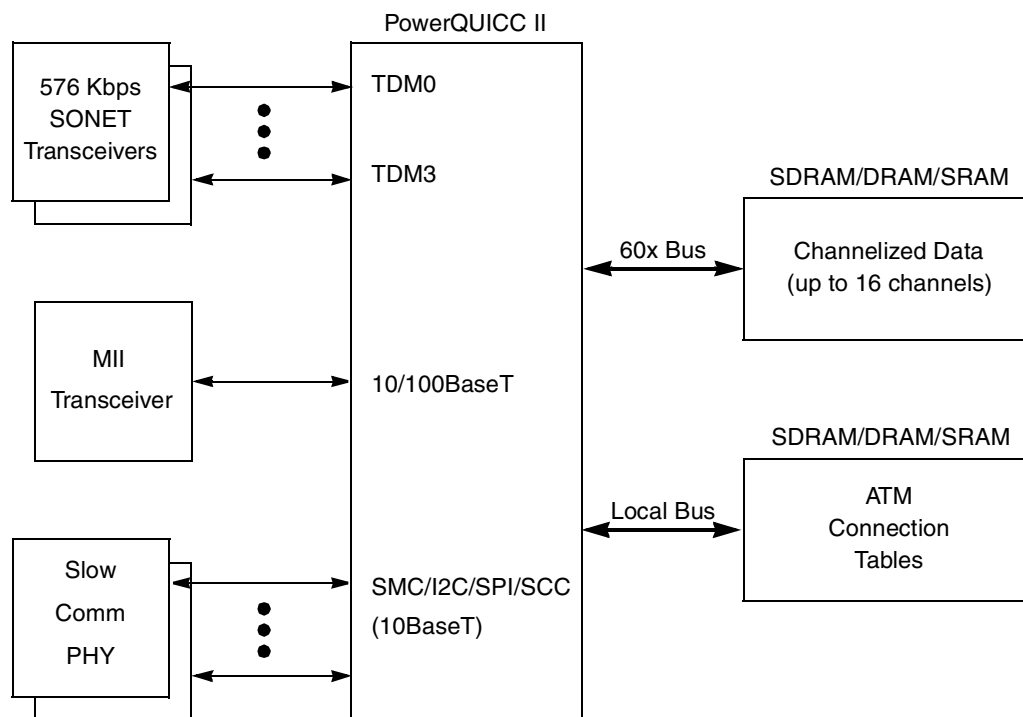 PowerQUICC II
576 Kbps
SONET
Transceivers
TDM0
TDM3
SDRAM/DRAM/SRAM
60x Bus
Channelized Data
(up to 16 channels)
MII
Transceiver
10/100BaseT
SDRAM/DRAM/SRAM
Local Bus
ATM
Connection
Tables
Slow
Comm
PHY
SMC/I2C/SPI/SCC
(10BaseT)